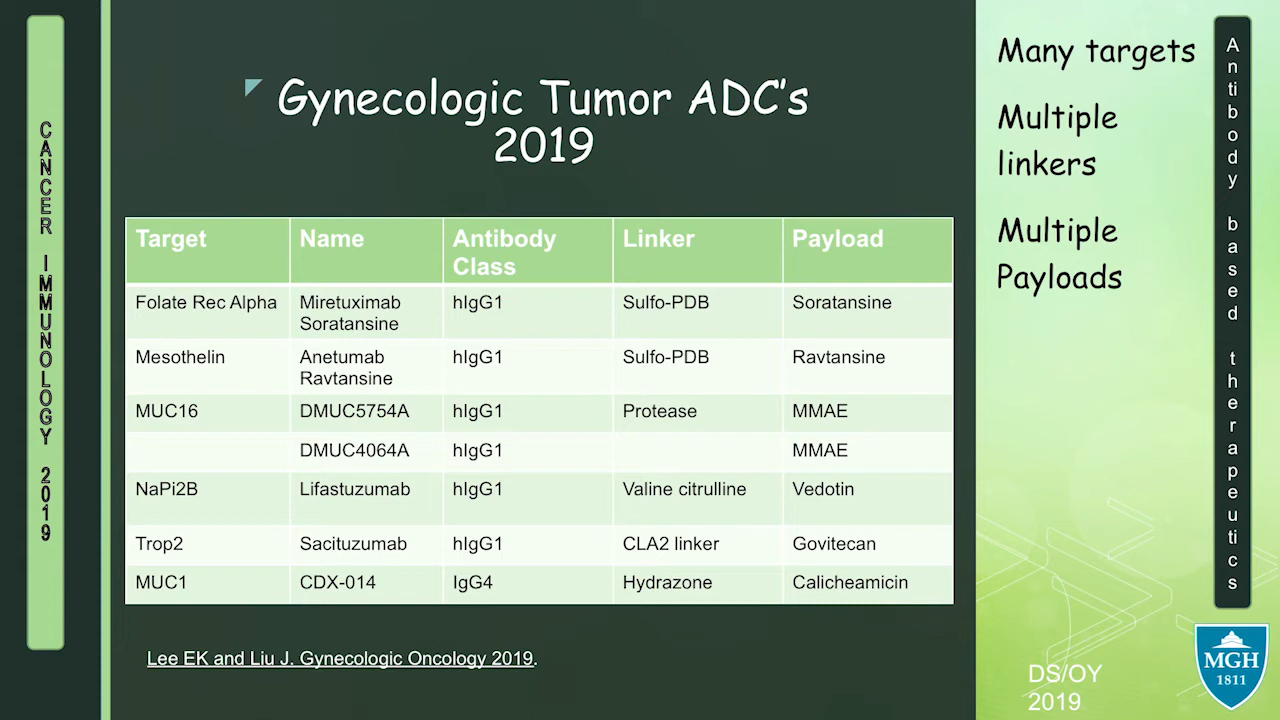 CANCER IMMUNOLOGY 2019
Gynecologic Tumor ADC's
2019
Target Name Antibody Class Linker Payload
Folate Rec Alpha Miretuximab Soratansine hIgG1 Sulfo-PDB Soratansine
Mesothelin Anetumab Ravtansine hIgG1 Sulfo-PDB Ravtansine
MUC16 DMUC5754A hIgG1 Protease MMAE
DMUC4064A hIgG1 MMAE
NaPi2B Lifastuzumab hIgG1 Valine citrulline Vedotin
Trop2 Sacituzumab hIgG1 CLA2 linker Govitecan
MUC1 CDX-014 IgG4 Hydrazone Calicheamicin
Lee EK and Liu J. Gynecologic Oncology 2019.
Many targets
Multiple
linkers
Multiple
Payloads
Antibody based therapeutics
DS/OY
2019
MGH
1811